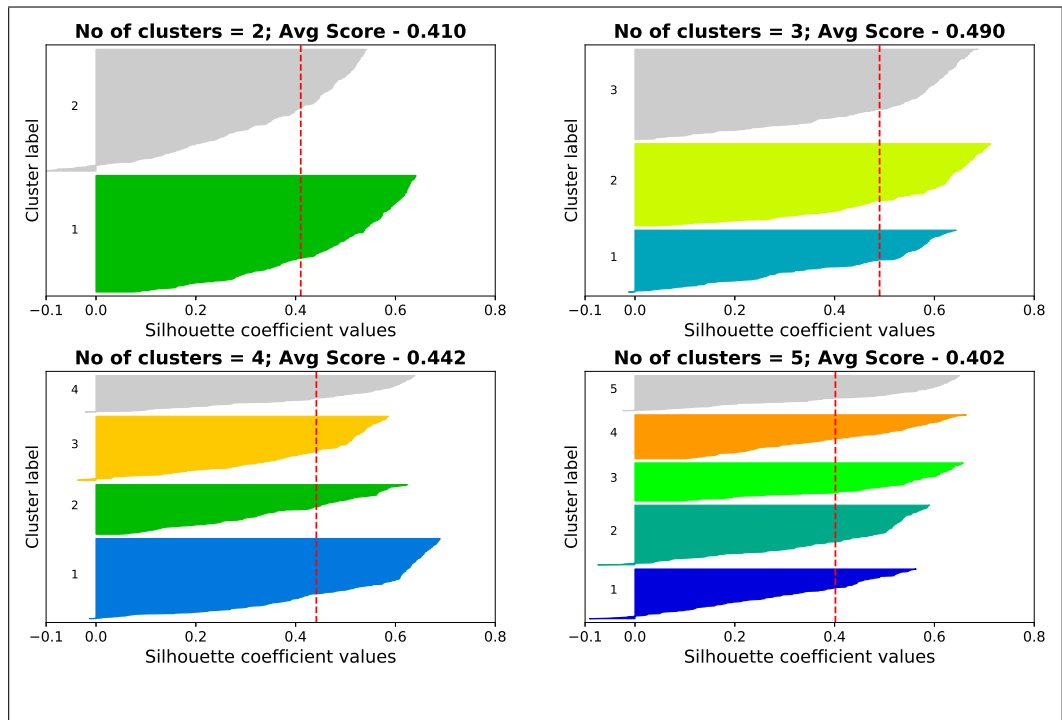 No of clusters = 2; Avg Score - 0.410
Cluster label
2
1
−0.1 0.0 0.2 0.4 0.6 0.8
Silhouette coefficient values
No of clusters = 3; Avg Score - 0.490
Cluster label
3
2
1
−0.1 0.0 0.2 0.4 0.6 0.8
Silhouette coefficient values
No of clusters = 4; Avg Score - 0.442
Cluster label
4
3
2
1
−0.1 0.0 0.2 0.4 0.6 0.8
Silhouette coefficient values
No of clusters = 5; Avg Score - 0.402
Cluster label
5
4
3
2
1
−0.1 0.0 0.2 0.4 0.6 0.8
Silhouette coefficient values